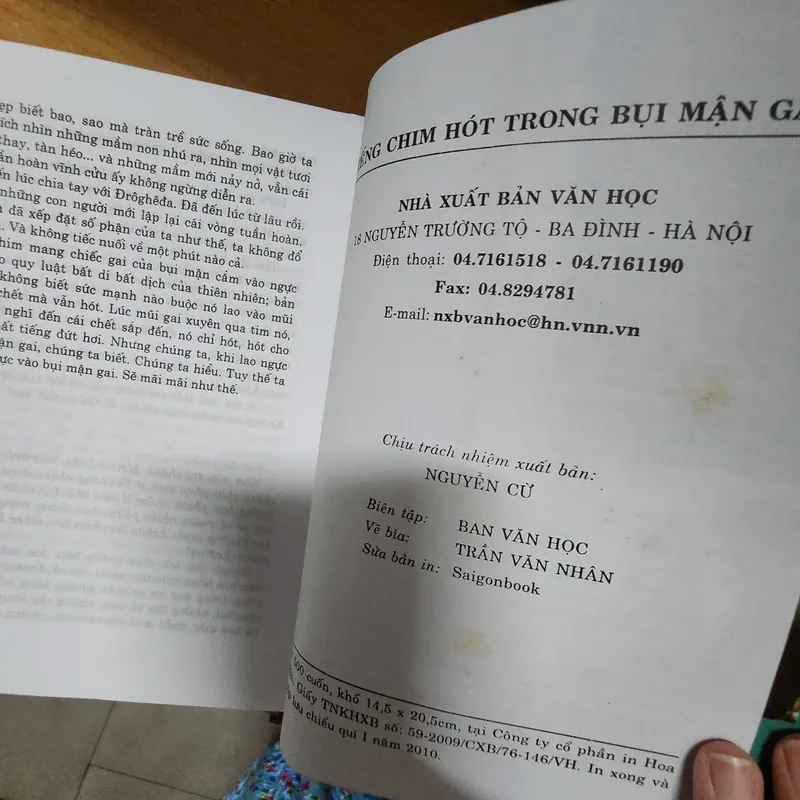 ẹp biết bao, sao mà tràn trề sức sống. Bao giờ ta
ích nhìn những mầm non nhú ra, nhìn mọi vật tươi
thay, tàn héo... và những mầm mới nảy nở, vẫn cái
ần hoàn vĩnh cửu ấy không ngừng diễn ra.
ến lúc chia tay với Đrôghêđa. Đã đến lúc từ lâu rồi.
những con người mới lập lại cái vòng tuần hoàn.
đã xếp đặt số phận của ta như thế, ta không đổ
. Và không tiếc nuối về một phút nào cả.
him mang chiếc gai của bụi mận cắm vào ngực
o quy luật bất di bất dịch của thiên nhiên; bản
không biết sức mạnh nào buộc nó lao vào mũi
chết mà vẫn hót. Lúc mũi gai xuyên qua tim nó,
nghĩ đến cái chết sắp đến, nó chỉ hót, hót cho
ất tiếng đứt hơi. Nhưng chúng ta, khi lao ngực
ận gai, chúng ta biết. Chúng ta hiểu. Tuy thế ta
ực vào bụi mận gai. Sẽ mãi mãi như thế.
ẾNG CHIM HÓT TRONG BỤI MẬN GA
NHÀ XUẤT BẢN VĂN HỌC
18 NGUYỄN TRƯỜNG TỘ - BA ĐÌNH - HÀ NỘI
Điện thoại: 04.7161518 - 04.7161190
Fax: 04.8294781
E-mail: nxbvanhoc@hn.vnn.vn
Chịu trách nhiệm xuất bản:
NGUYỄN CỪ
Biên tập: BAN VĂN HỌC
Vẽ bìa: TRẦN VĂN NHÂN
Sửa bản in: Saigonbook
500 cuốn, khổ 14,5 x 20,5cm, tại Công ty cổ phần in Hoa
Giấy TNKHXB số: 59-2009/CXB/76-146/VH. In xong và
lưu chiểu quí I năm 2010.